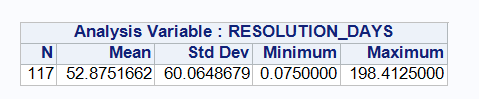 Analysis Variable : RESOLUTION_DAYS
N Mean Std Dev Minimum Maximum
117 52.8751662 60.0648679 0.0750000 198.4125000